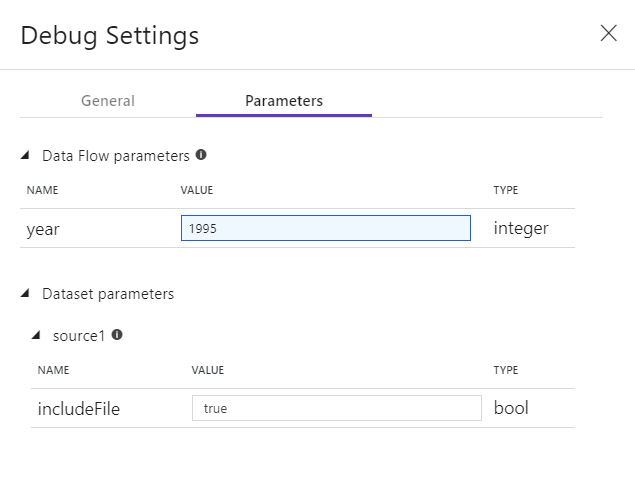 Debug Settings
General Parameters
Data Flow parameters
NAME VALUE TYPE
year 1995 integer
Dataset parameters
source1
NAME VALUE TYPE
includeFile true bool